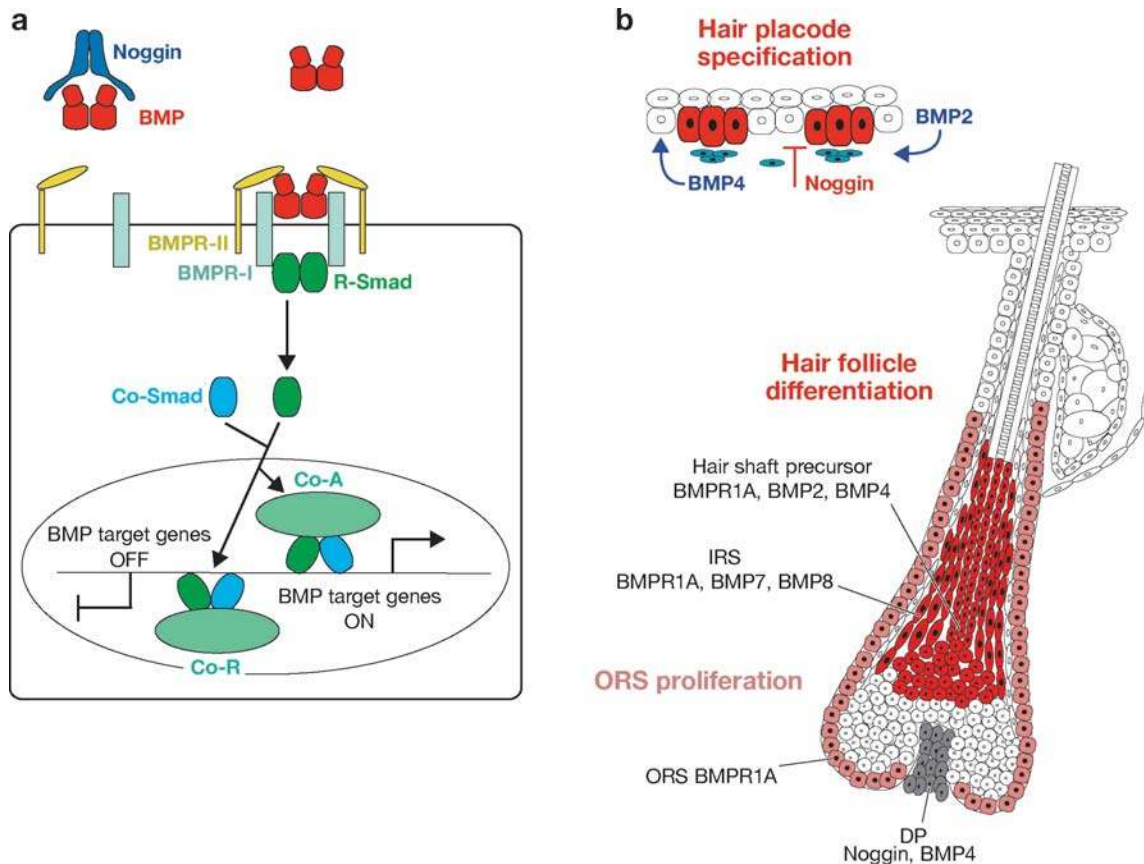 a
Noggin
BMP
BMPR-II
BMPR-I
R-Smad
Co-Smad
Co-A
BMP target genes
OFF
BMP target genes
ON
Co-R
b
Hair placode
specification
BMP2
BMP4
Noggin
Hair follicle
differentiation
Hair shaft precursor
BMPR1A, BMP2, BMP4
IRS
BMPR1A, BMP7, BMP8
ORS proliferation
ORS BMPR1A
DP
Noggin, BMP4